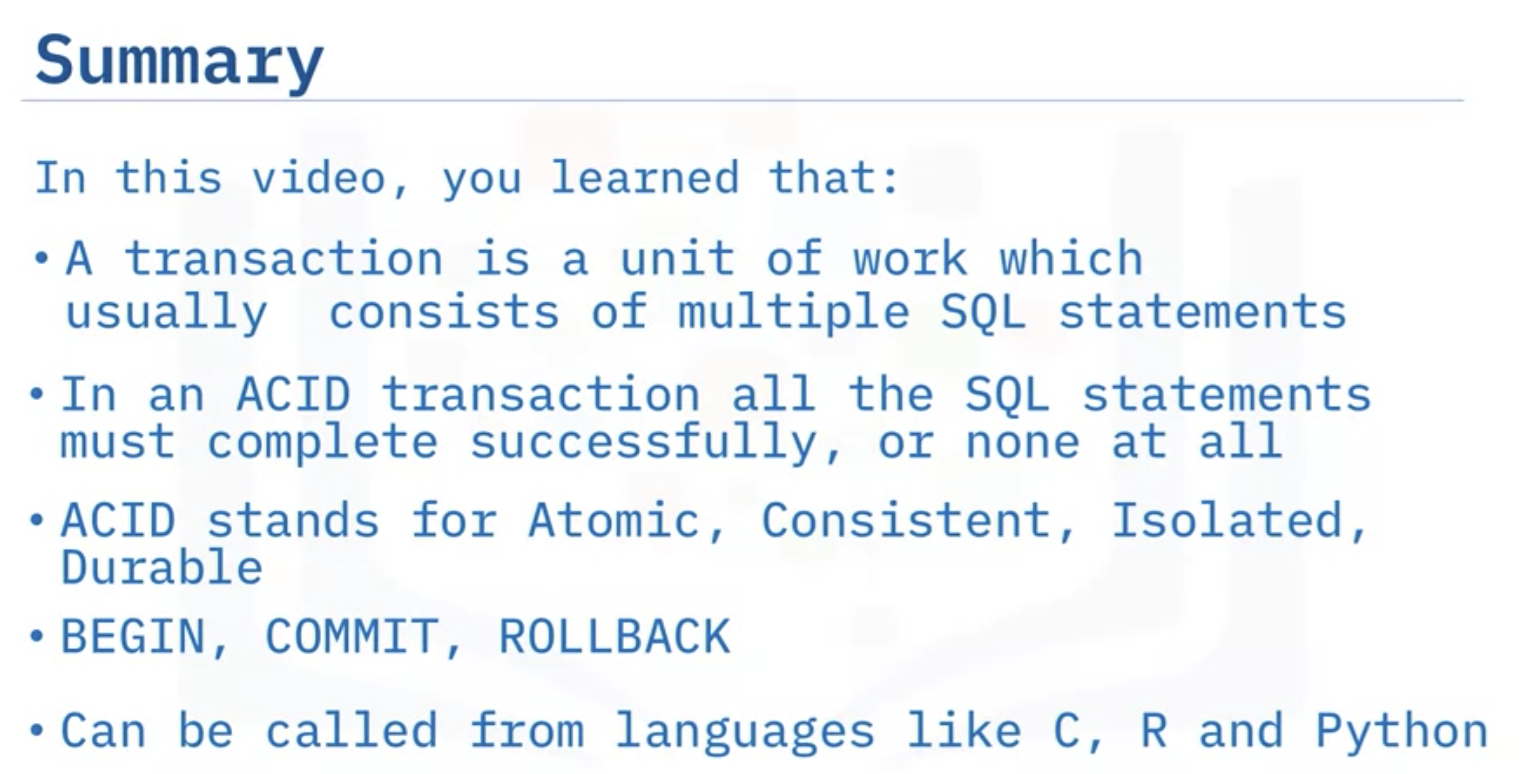 Summary
In this video, you learned that:
• A transaction is a unit of work which
usually  consists of multiple SQL statements
• In an ACID transaction all the SQL statements
must complete successfully, or none at all
• ACID stands for Atomic, Consistent, Isolated,
Durable
• BEGIN, COMMIT, ROLLBACK
• Can be called from languages like C, R and Python